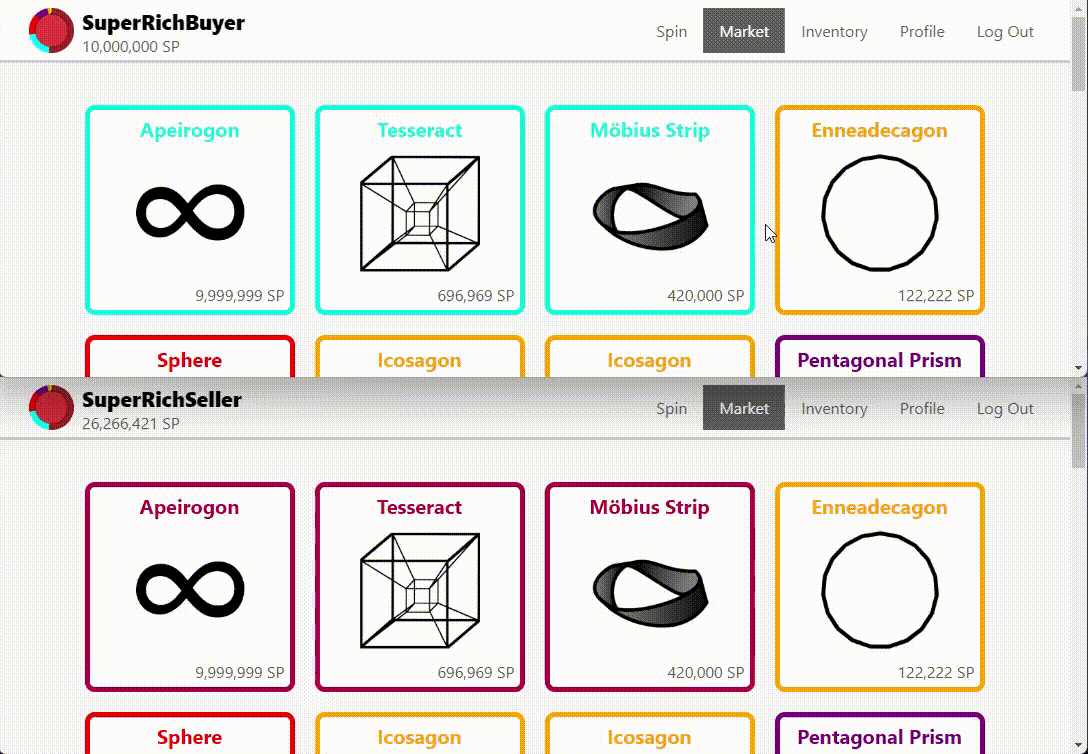 SuperRichBuyer
10,000,000 SP
Spin Market Inventory Profile Log Out
Apeirogon Tesseract Möbius Strip Enneadecagon
9,999,999 SP 696,969 SP 420,000 SP 122,222 SP
Sphere Icosagon Icosagon Pentagonal Prism
SuperRichSeller
26,266,421 SP
Spin Market Inventory Profile Log Out
Apeirogon Tesseract Möbius Strip Enneadecagon
9,999,999 SP 696,969 SP 420,000 SP 122,222 SP
Sphere Icosagon Icosagon Pentagonal Prism